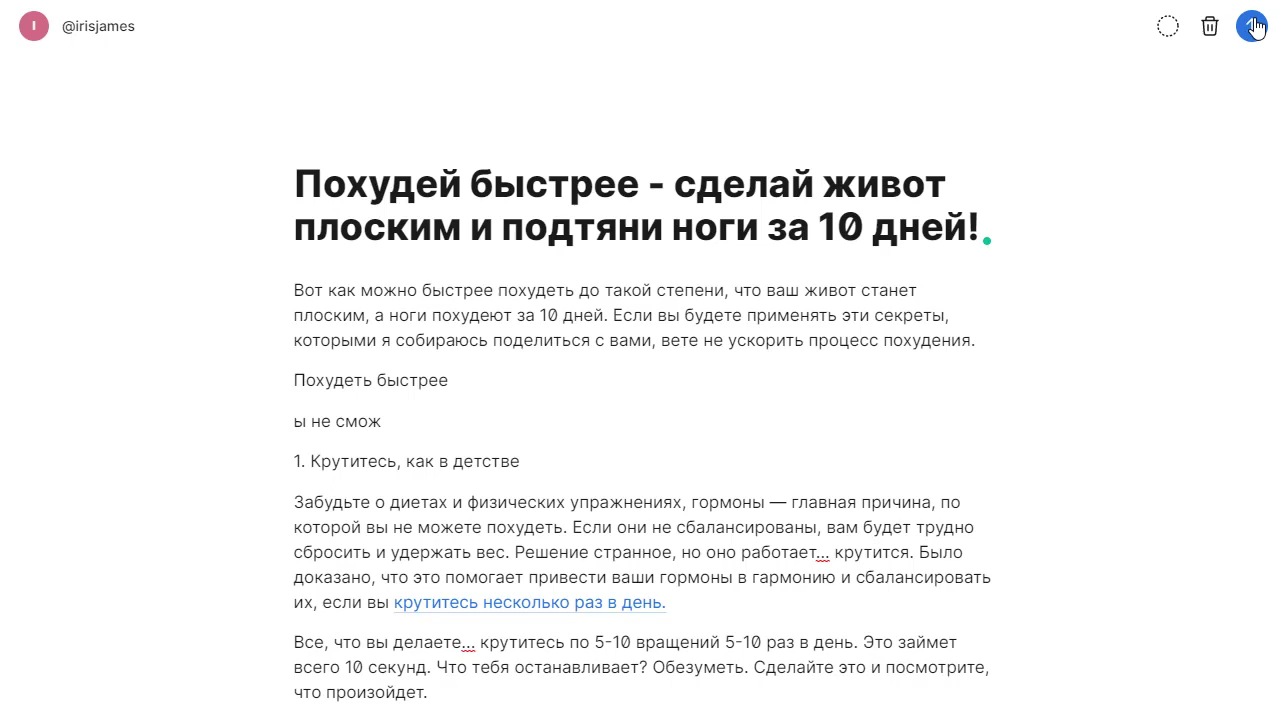 I
@irisjames
Похудей быстрее - сделай живот
плоским и подтяни ноги за 10 дней!
Вот как можно быстрее похудеть до такой степени, что ваш живот станет
плоским, а ноги похудеют за 10 дней. Если вы будете применять эти секреты,
которыми я собираюсь поделиться с вами, вете не ускорить процесс похудения.
Похудеть быстрее
ы не смож
1. Крутитесь, как в детстве
Забудьте о диетах и физических упражнениях, гормоны — главная причина, по
которой вы не можете похудеть. Если они не сбалансированы, вам будет трудно
сбросить и удержать вес. Решение странное, но оно работает... крутится. Было
доказано, что это помогает привести ваши гормоны в гармонию и сбалансировать
их, если вы крутитесь несколько раз в день.
Все, что вы делаете... крутитесь по 5-10 вращений 5-10 раз в день. Это займет
всего 10 секунд. Что тебя останавливает? Обезуметь. Сделайте это и посмотрите,
что произойдет.